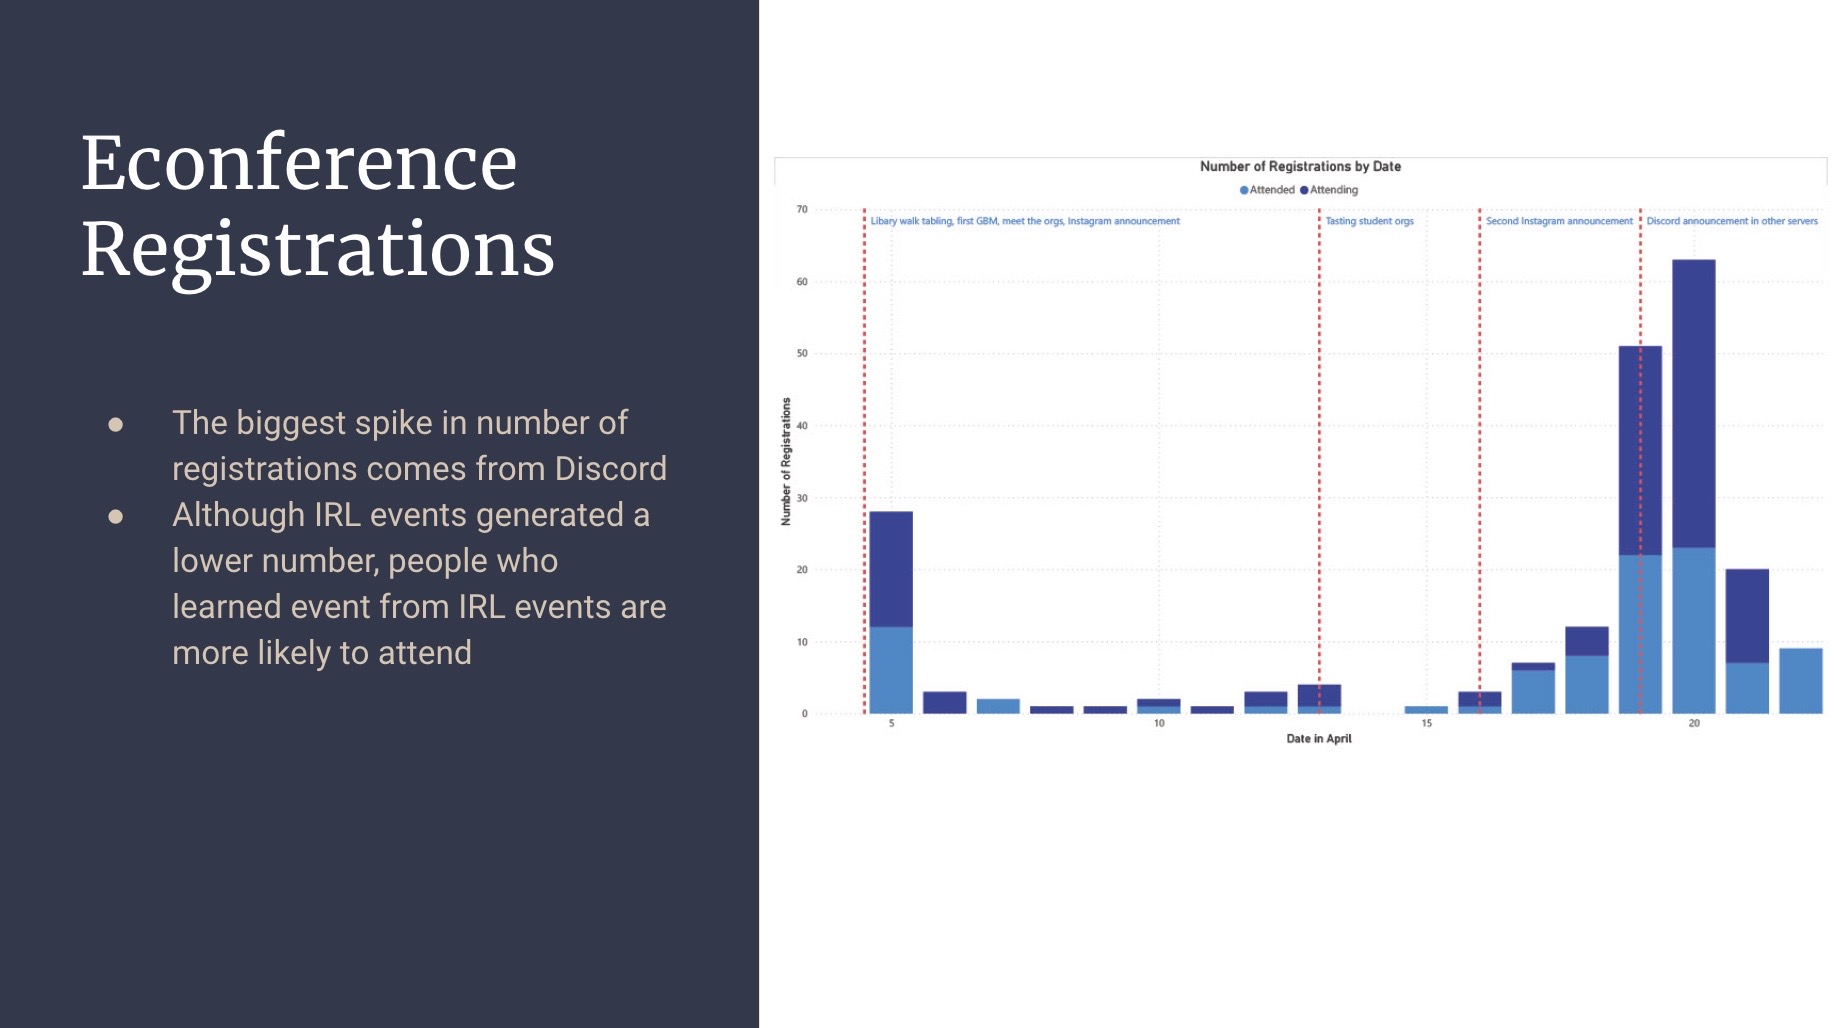 Econference
Registrations
● The biggest spike in number of
registrations comes from Discord
● Although IRL events generated a
lower number, people who
learned event from IRL events are
more likely to attend
Number of Registrations by Date
Attended Attending
Libary walk tabling, first GBM, meet the orgs, Instagram announcement
Tasting student orgs
Second Instagram announcement
Discord announcement in other servers
Number of Registrations
70
60
50
40
30
20
10
0
5 10 15 20
Date in April